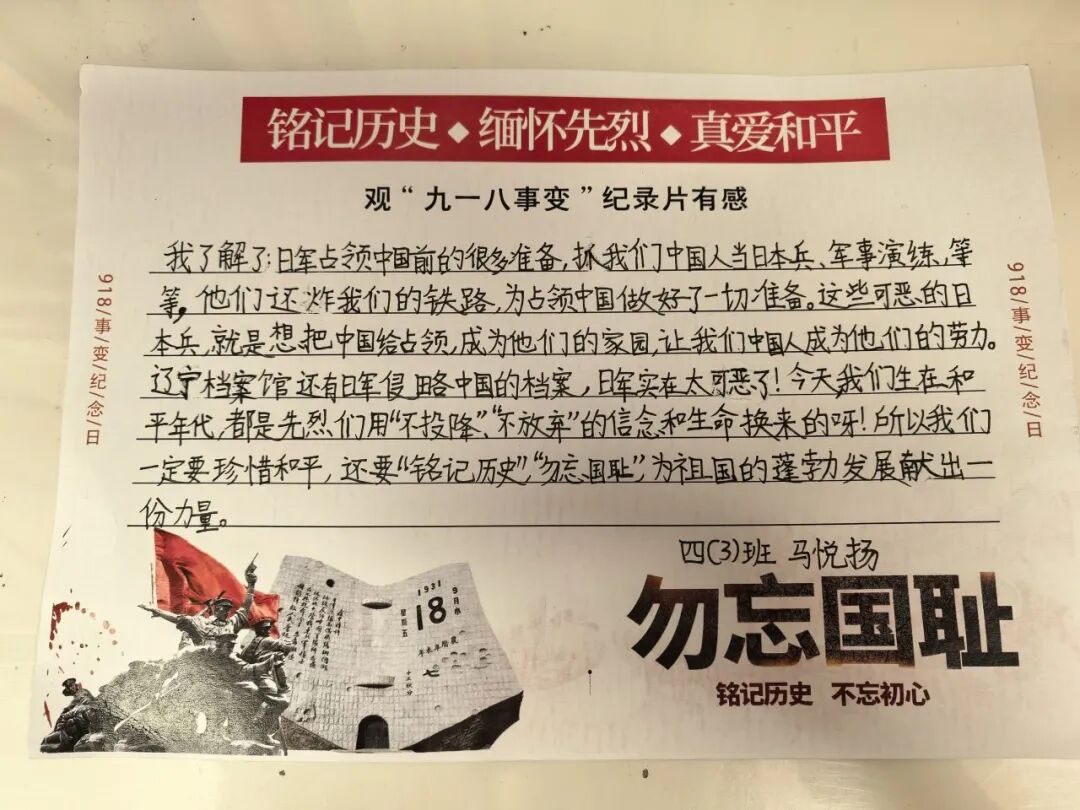 铭记历史◆缅怀先烈◆真爱和平
观“九一八事变”纪录片有感
我了解了:日军占领中国前的很多准备,抓我们中国人当日本兵、军事演练,等
等,他们还炸我们的铁路,为占领中国做好了一切准备。这些可恶的日
本兵,就是想把中国给占领,成为他们的家园,让我们中国人成为他们的劳力。
辽宁档案馆还有日军侵略中国的档案,日军实在太可恶了!今天,我们生在和
平年代,都是先烈们用“不投降”、“不放弃”的信念和生命换来的呀!所以我们
一定要珍惜和平,还要“铭记历史”,“勿忘国耻”,为祖国的蓬勃发展献出一
份力量。
918/事/变/纪/念/日
918/事/变/纪/念/日
四(3)班 马悦扬
1931
9月小
18
星期五
勿忘国耻
铭记历史 不忘初心